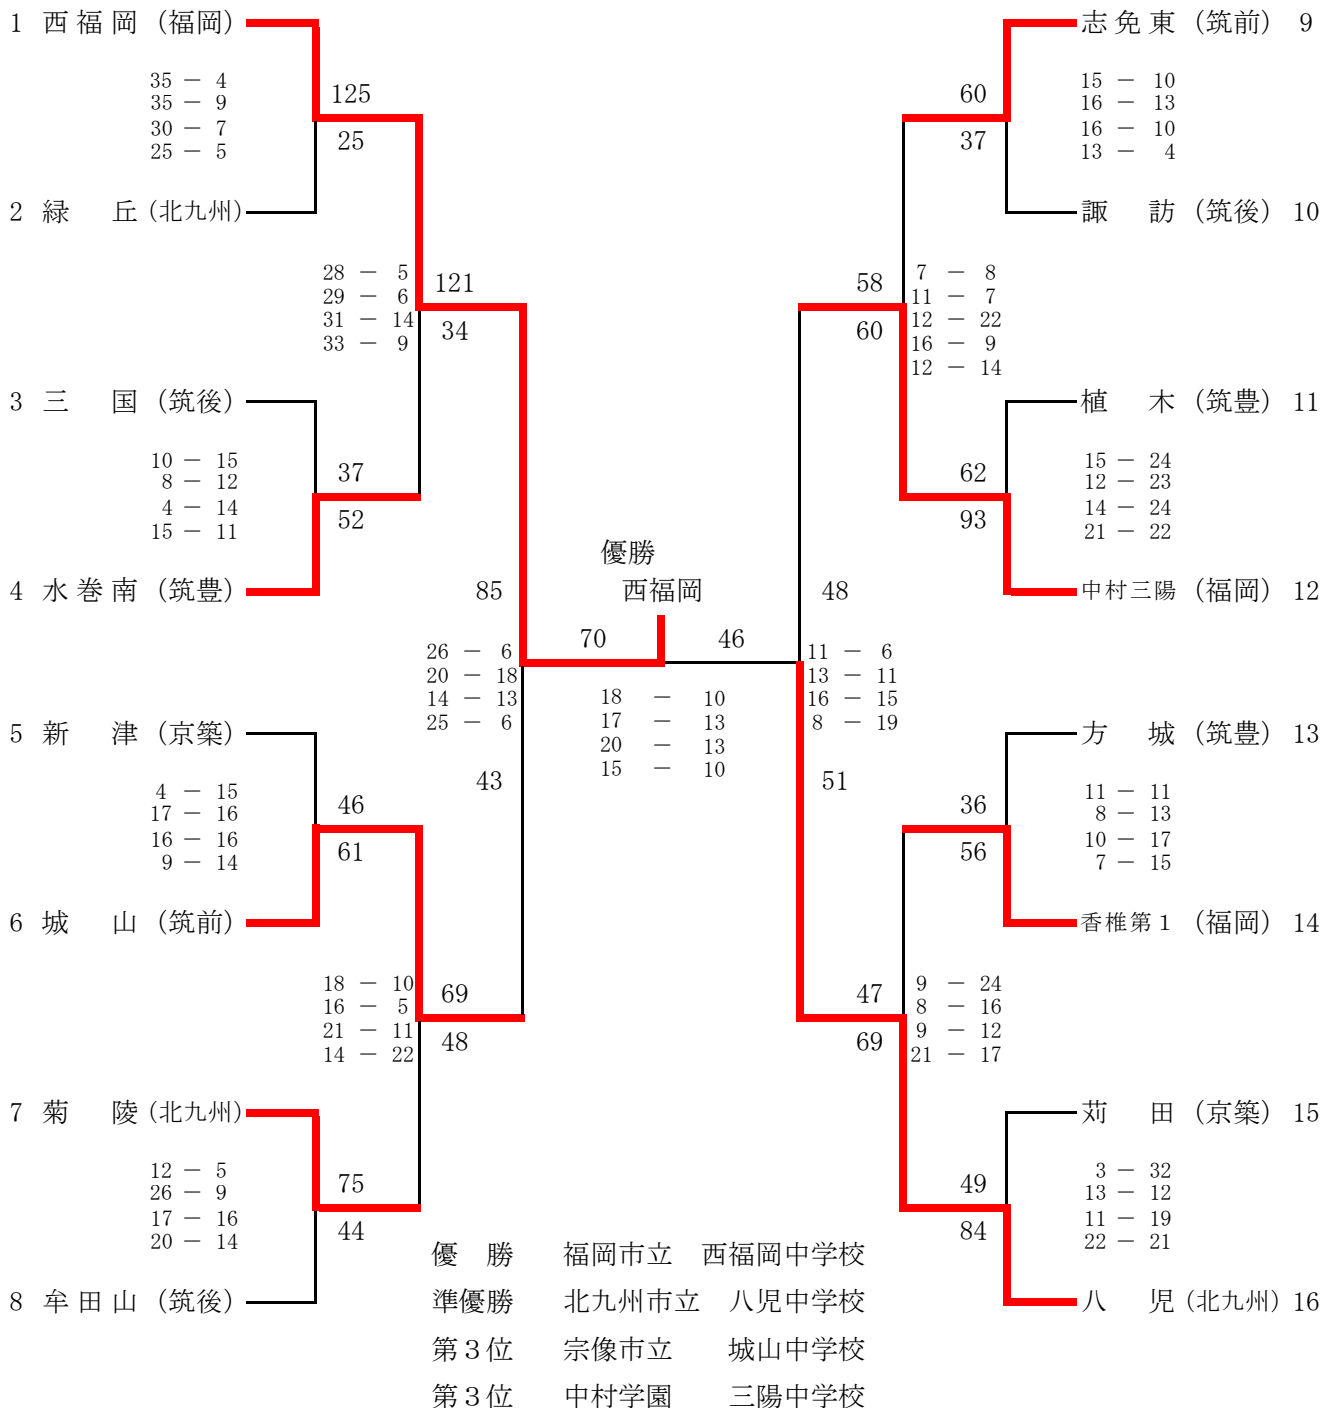 1 西福岡 (福岡)
35 － 4
35 － 9
30 － 7
25 － 5
125
25
2 緑　丘 (北九州)
28 － 5
29 － 6
31 － 14
33 － 9
121
34
3 三　国 (筑後)
10 － 15
8 － 12
4 － 14
15 － 11
37
52
4 水巻南 (筑豊)
85
26 － 6
20 － 18
14 － 13
25 － 6
43
5 新　津 (京築)
4 － 15
17 － 16
16 － 16
9 － 14
46
61
6 城　山 (筑前)
18 － 10
16 － 5
21 － 11
14 － 22
69
48
7 菊　陵 (北九州)
12 － 5
26 － 9
17 － 16
20 － 14
75
44
8 牟田山 (筑後)
優勝
西福岡
70
46
18 － 10
17 － 13
20 － 13
15 － 10
志免東 (筑前) 9
60
37
15 － 10
16 － 13
16 － 10
13 － 4
諏　訪 (筑後) 10
58
60
7 － 8
11 － 7
12 － 22
16 － 9
12 － 14
植　木 (筑豊) 11
62
93
15 － 24
12 － 23
14 － 24
21 － 22
中村三陽 (福岡) 12
48
11 － 6
13 － 11
16 － 15
8 － 19
51
方　城 (筑豊) 13
36
56
11 － 11
8 － 13
10 － 17
7 － 15
香椎第１ (福岡) 14
47
69
9 － 24
8 － 16
9 － 12
21 － 17
苅　田 (京築) 15
49
84
3 － 32
13 － 12
11 － 19
22 － 21
八　児 (北九州) 16
優　勝　福岡市立　西福岡中学校
準優勝　北九州市立　八児中学校
第３位　宗像市立　城山中学校
第３位　中村学園　三陽中学校